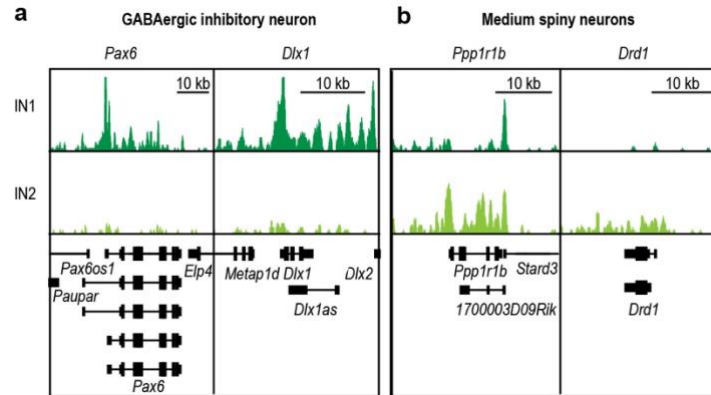 a GABAergic inhibitory neuron
b Medium spiny neurons
Pax6 Dlx1
Ppp1r1b Drd1
10 kb 10 kb
10 kb 10 kb
IN1
IN2
Pax6os1 Elp4 Metap1d Dlx1 Dlx2
Paupar
Dlx1as
Pax6
Ppp1r1b Stard3
1700003D09Rik
Drd1